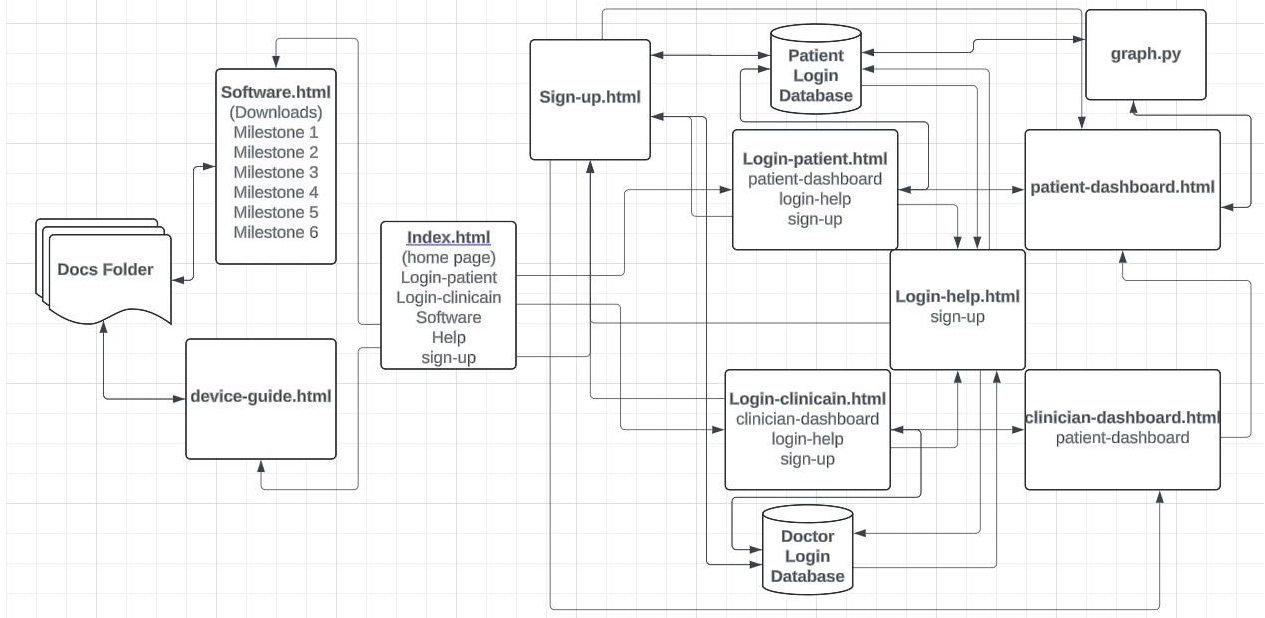 Software.html
(Downloads)
Milestone 1
Milestone 2
Milestone 3
Milestone 4
Milestone 5
Milestone 6
Docs Folder
device-guide.html
Index.html
(home page)
Login-patient
Login-clinicain
Software
Help
sign-up
Sign-up.html
Patient
Login
Database
graph.py
Login-patient.html
patient-dashboard
login-help
sign-up
patient-dashboard.html
Login-help.html
sign-up
Login-clinicain.html
clinician-dashboard
login-help
sign-up
clinician-dashboard.html
patient-dashboard
Doctor
Login
Database